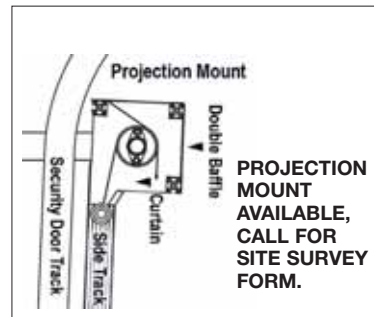 Projection Mount
Double Baffle
Curtain
Side Track
Security Door Track
PROJECTION
MOUNT
AVAILABLE,
CALL FOR
SITE SURVEY
FORM.